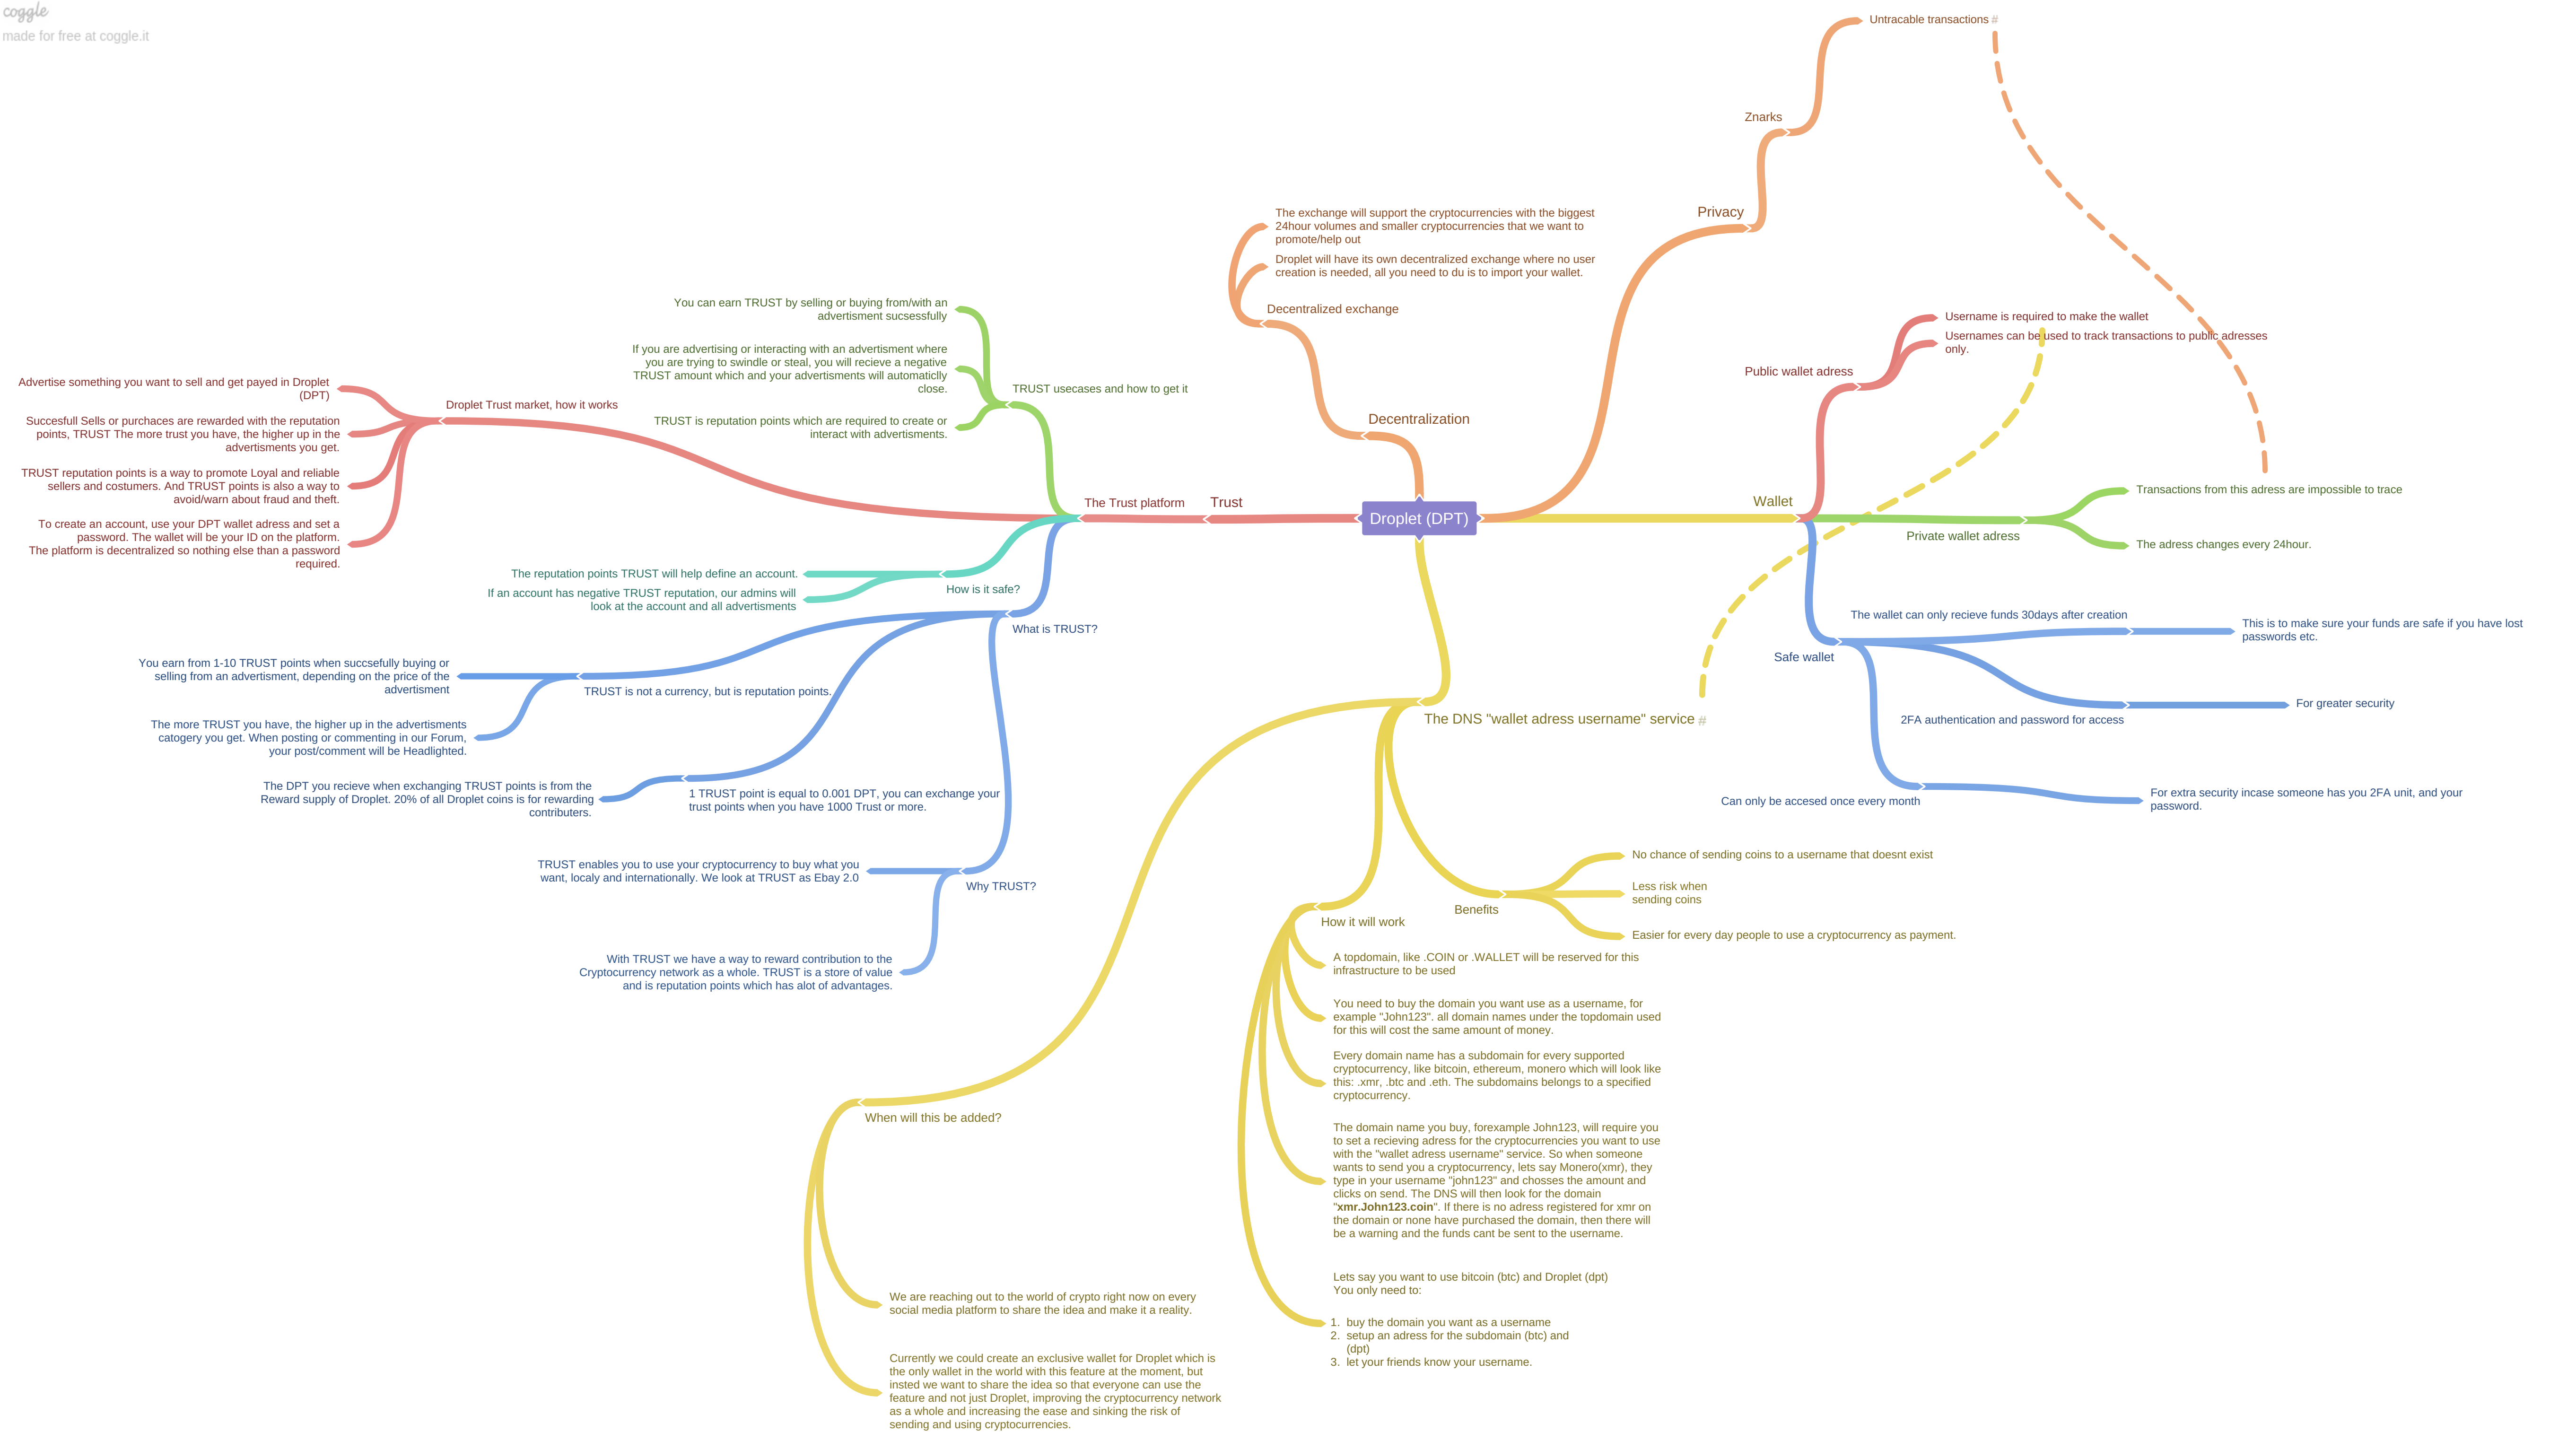 coggle
made for free at coggle.it
Untracable transactions #
Znarks
Privacy
The exchange will support the cryptocurrencies with the biggest
24hour volumes and smaller cryptocurrencies that we want to
promote/help out
Droplet will have its own decentralized exchange where no user
creation is needed, all you need to du is to import your wallet.
Decentralized exchange
Decentralization
You can earn TRUST by selling or buying from/with an
advertisment sucsessfully
If you are advertising or interacting with an advertisment where
you are trying to swindle or steal, you will recieve a negative
TRUST amount which and your advertisments will automaticlly
close.
TRUST is reputation points which are required to create or
interact with advertisments.
TRUST usecases and how to get it
Advertise something you want to sell and get payed in Droplet
(DPT)
Succesfull Sells or purchaces are rewarded with the reputation
points, TRUST The more trust you have, the higher up in the
advertisments you get.
TRUST reputation points is a way to promote Loyal and reliable
sellers and costumers. And TRUST points is also a way to
avoid/warn about fraud and theft.
To create an account, use your DPT wallet adress and set a
password. The wallet will be your ID on the platform.
The platform is decentralized so nothing else than a password
required.
Droplet Trust market, how it works
The Trust platform
Trust
Droplet (DPT)
Username is required to make the wallet
Usernames can be used to track transactions to public adresses
only.
Public wallet adress
Wallet
Transactions from this adress are impossible to trace
Private wallet adress
The adress changes every 24hour.
The wallet can only recieve funds 30days after creation
This is to make sure your funds are safe if you have lost
passwords etc.
Safe wallet
For greater security
2FA authentication and password for access
Can only be accesed once every month
For extra security incase someone has you 2FA unit, and your
password.
The reputation points TRUST will help define an account.
If an account has negative TRUST reputation, our admins will
look at the account and all advertisments
How is it safe?
What is TRUST?
You earn from 1-10 TRUST points when succsefully buying or
selling from an advertisment, depending on the price of the
advertisment
TRUST is not a currency, but is reputation points.
The more TRUST you have, the higher up in the advertisments
catogery you get. When posting or commenting in our Forum,
your post/comment will be Headlighted.
The DPT you recieve when exchanging TRUST points is from the
Reward supply of Droplet. 20% of all Droplet coins is for rewarding
contributers.
1 TRUST point is equal to 0.001 DPT, you can exchange your
trust points when you have 1000 Trust or more.
TRUST enables you to use your cryptocurrency to buy what you
want, localy and internationally. We look at TRUST as Ebay 2.0
Why TRUST?
With TRUST we have a way to reward contribution to the
Cryptocurrency network as a whole. TRUST is a store of value
and is reputation points which has alot of advantages.
The DNS "wallet adress username" service #
No chance of sending coins to a username that doesnt exist
Less risk when
sending coins
Benefits
Easier for every day people to use a cryptocurrency as payment.
How it will work
A topdomain, like .COIN or .WALLET will be reserved for this
infrastructure to be used
You need to buy the domain you want use as a username, for
example "John123". all domain names under the topdomain used
for this will cost the same amount of money.
Every domain name has a subdomain for every supported
cryptocurrency, like bitcoin, ethereum, monero which will look like
this: .xmr, .btc and .eth. The subdomains belongs to a specified
cryptocurrency.
The domain name you buy, forexample John123, will require you
to set a recieving adress for the cryptocurrencies you want to use
with the "wallet adress username" service. So when someone
wants to send you a cryptocurrency, lets say Monero(xmr), they
type in your username "john123" and chosses the amount and
clicks on send. The DNS will then look for the domain
"xmr.John123.coin". If there is no adress registered for xmr on
the domain or none have purchased the domain, then there will
be a warning and the funds cant be sent to the username.
Lets say you want to use bitcoin (btc) and Droplet (dpt)
You only need to:
1. buy the domain you want as a username
2. setup an adress for the subdomain (btc) and
(dpt)
3. let your friends know your username.
When will this be added?
We are reaching out to the world of crypto right now on every
social media platform to share the idea and make it a reality.
Currently we could create an exclusive wallet for Droplet which is
the only wallet in the world with this feature at the moment, but
insted we want to share the idea so that everyone can use the
feature and not just Droplet, improving the cryptocurrency network
as a whole and increasing the ease and sinking the risk of
sending and using cryptocurrencies.